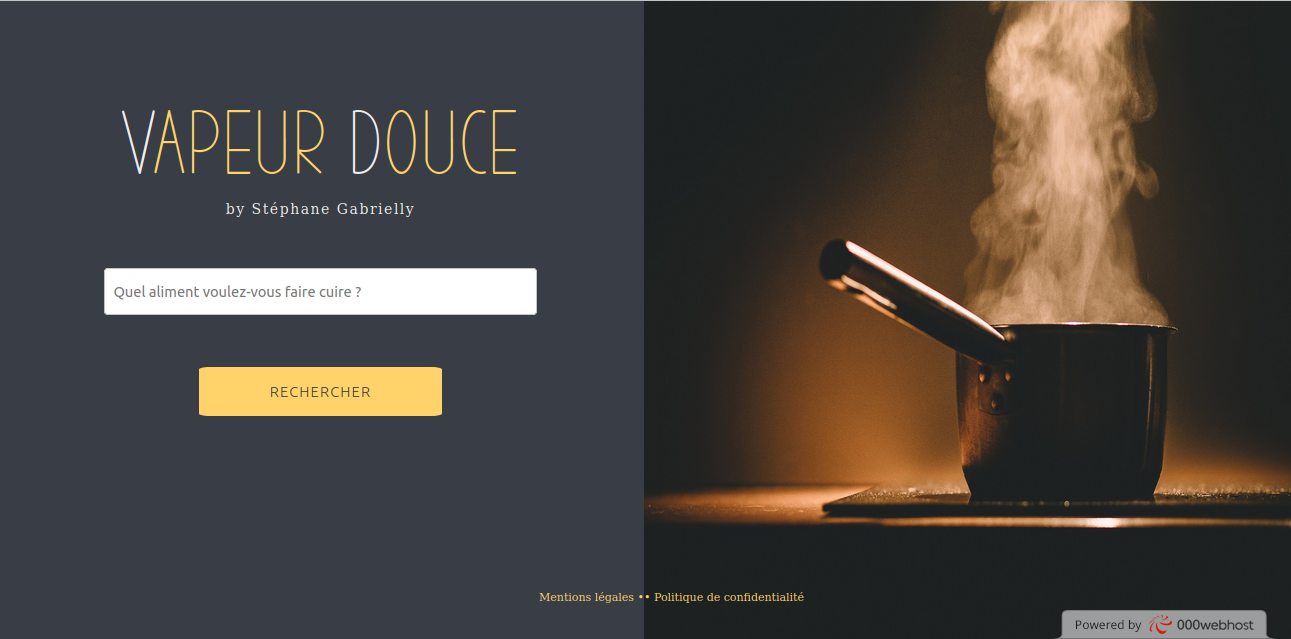 VAPEUR DOUCE
by Stéphane Gabrielly
Quel aliment voulez-vous faire cuire ?
RECHERCHER
Mentions légales •• Politique de confidentialité
Powered by 000webhost